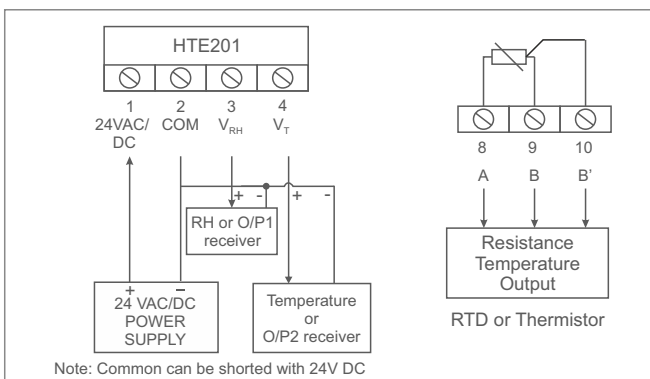 HTE201
1
2
3
4
24VAC/
DC
COM
V_RH
V_T
+
-
+
-
RH or O/P1
receiver
+
−
24 VAC/DC
POWER
SUPPLY
Temperature
or
O/P2 receiver
Note: Common can be shorted with 24V DC
8
9
10
A
B
B’
Resistance
Temperature
Output
RTD or Thermistor